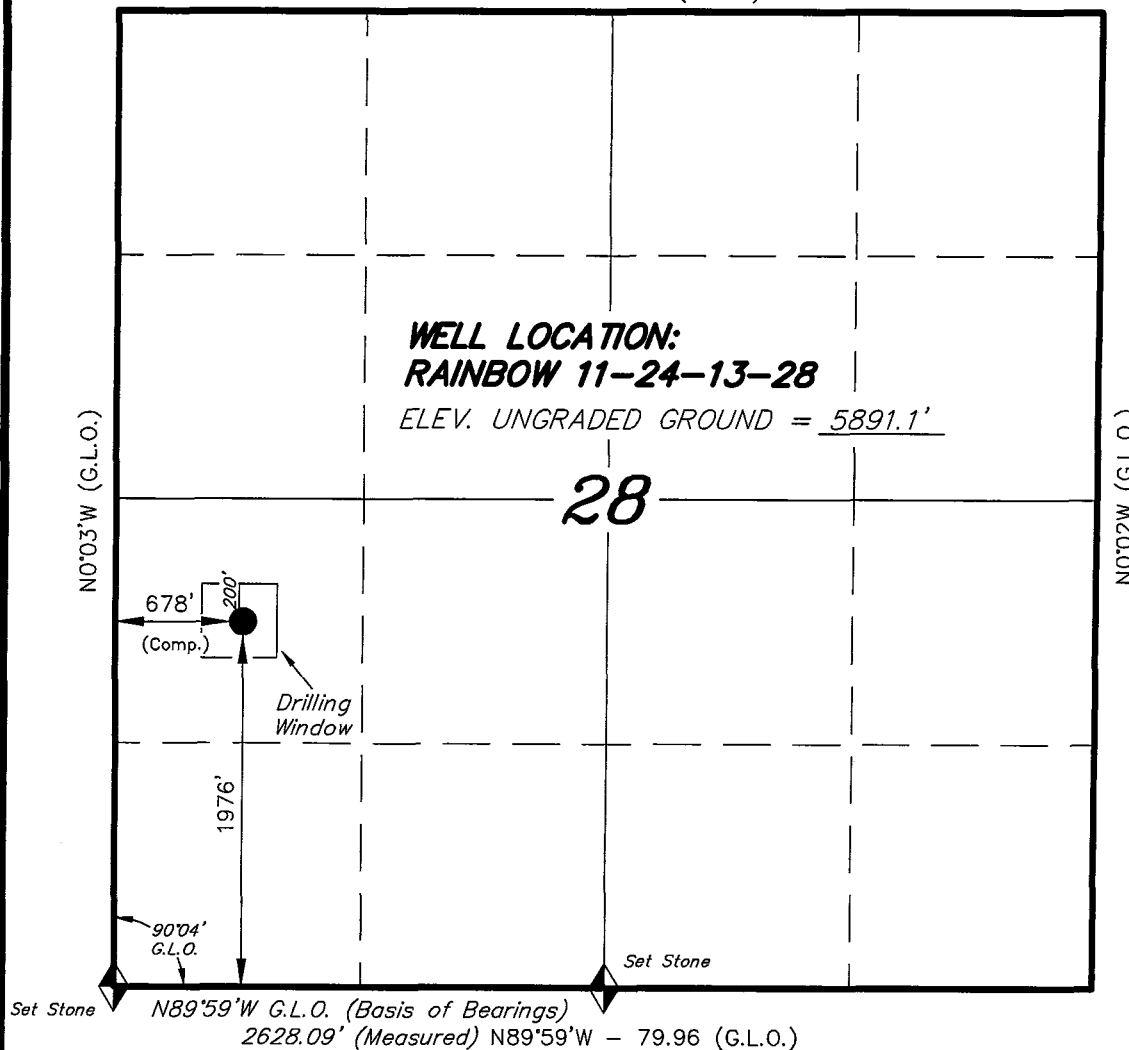 WELL LOCATION:
RAINBOW 11-24-13-28
ELEV. UNGRADED GROUND = 5891.1'
28
N0°03'W (G.L.O.)
N0°02'W (G.L.O.)
678'
(Comp.)
200'
Drilling
Window
1976'
90°04'
G.L.O.
Set Stone
Set Stone
N89°59'W G.L.O. (Basis of Bearings)
2628.09' (Measured) N89°59'W - 79.96 (G.L.O.)